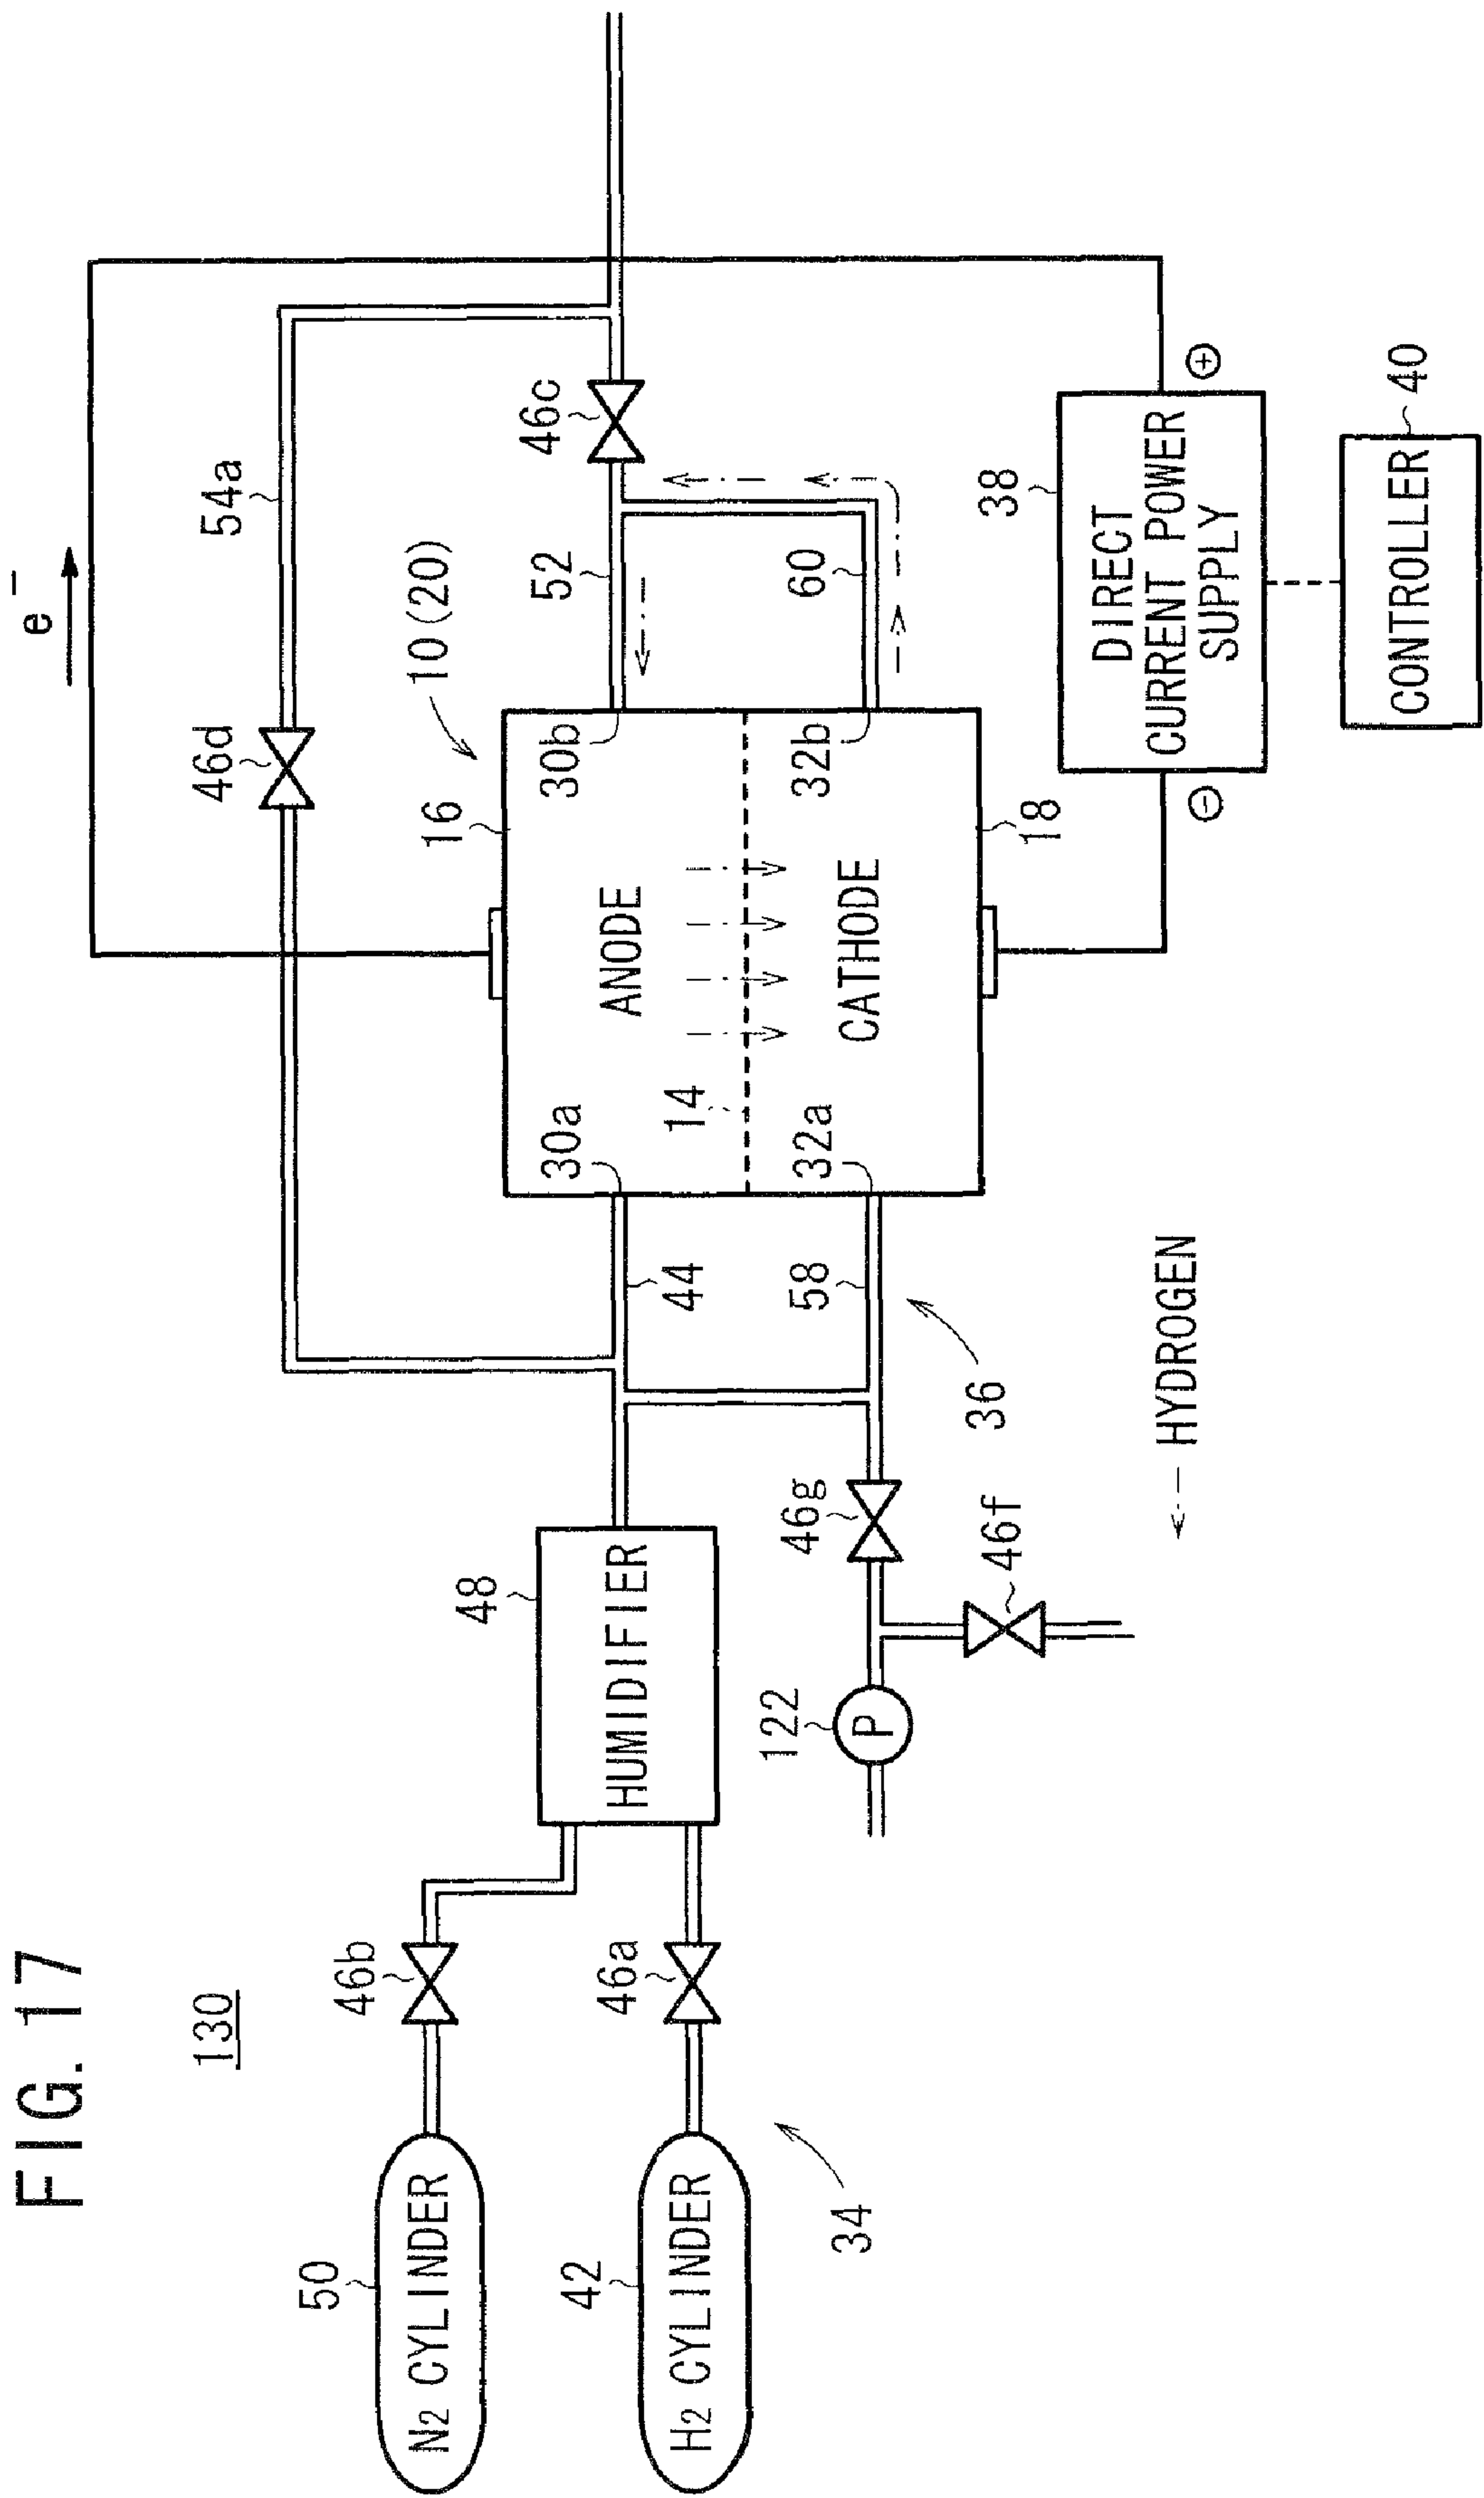 FIG. 17
130
e⁻
54a
46d
10(20)
16
46c
52
30b
60
32b
ANODE
CATHODE
14
30a
32a
18
38
DIRECT
CURRENT POWER
SUPPLY
⊕
⊖
40
CONTROLLER
44
58
36
48
HUMIDIFIER
46g
46f
122
P
HYDROGEN
46b
46a
50
N2 CYLINDER
42
H2 CYLINDER
34